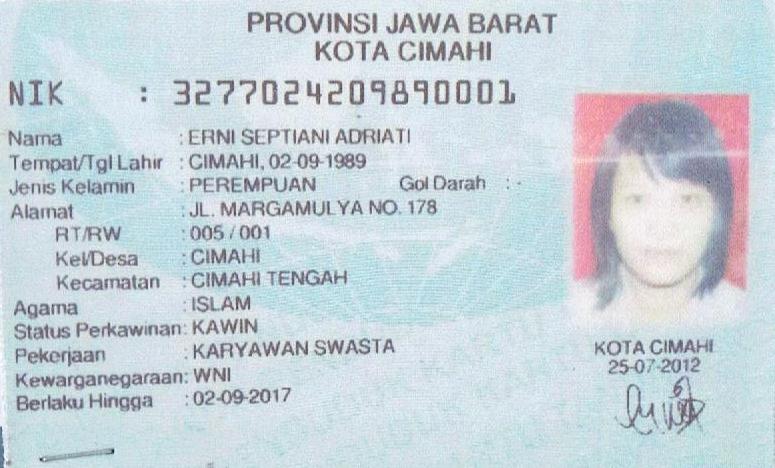 PROVINSI JAWA BARAT
KOTA CIMAHI
NIK : 3277024209890001
Nama : ERNI SEPTIANI ADRIATI
Tempat/Tgl Lahir : CIMAHI, 02-09-1989
Jenis Kelamin : PEREMPUAN Gol Darah : -
Alamat : JL. MARGAMULYA NO. 178
RT/RW : 005 / 001
Kel/Desa : CIMAHI
Kecamatan : CIMAHI TENGAH
Agama : ISLAM
Status Perkawinan: KAWIN
Pekerjaan : KARYAWAN SWASTA
Kewarganegaraan: WNI
Berlaku Hingga : 02-09-2017
KOTA CIMAHI
25-07-2012